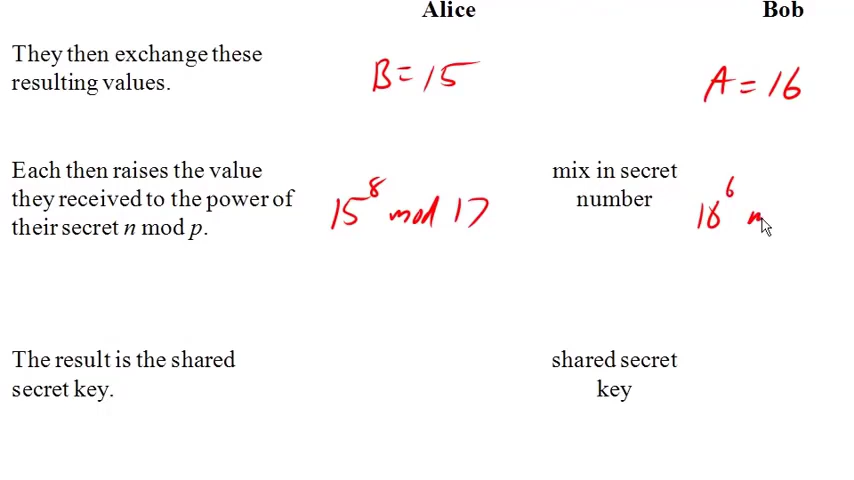 Alice Bob
They then exchange these
resulting values.
B = 15 A = 16
Each then raises the value
they received to the power of
their secret n mod p.
15^8 mod 17
mix in secret
number
16^6 m
The result is the shared
secret key.
shared secret
key